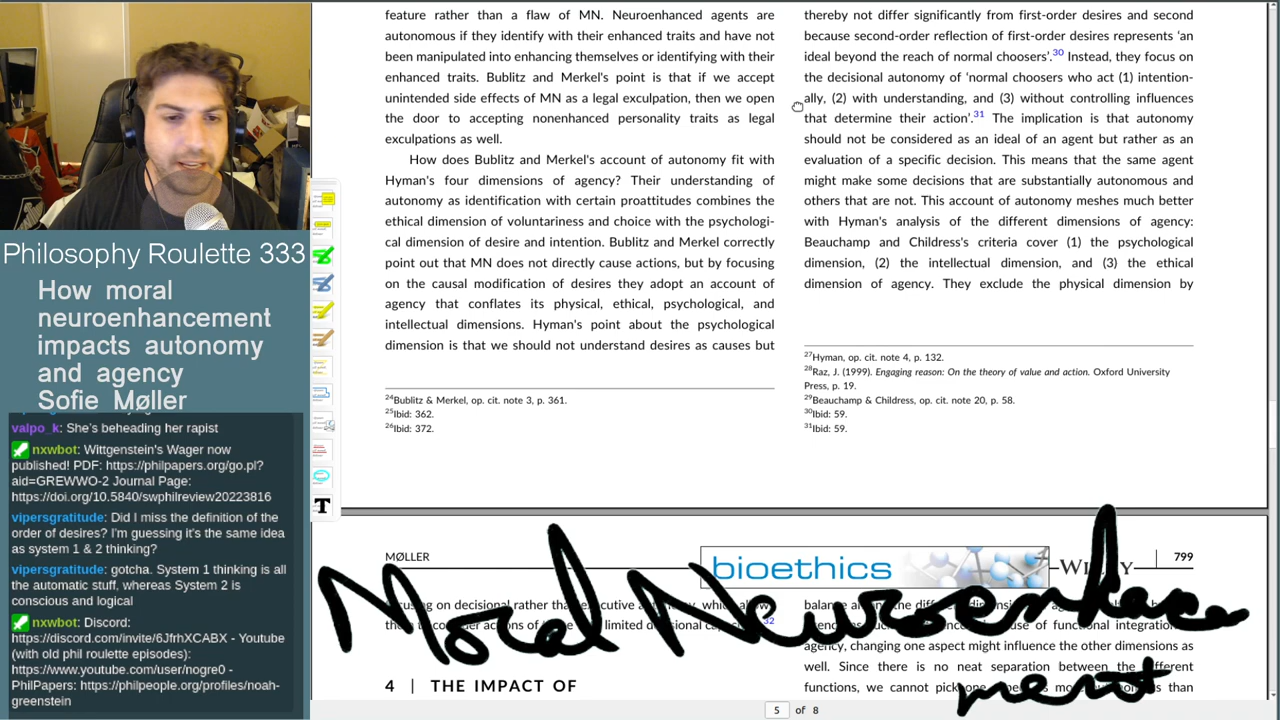 Philosophy Roulette 333
How moral
neuroenhancement
impacts autonomy
nd agency
ie Møller
valpo_k: She's beheading her rapist
nxwbot: Wittgenstein's Wager
published! PDF: https://philpapers.org/go.pl?
https://doi.org/10.5840/swphilreview20223816
vipersgratitude: Did I miss the definition of the
order of desires? I'm guessing it's the same idea
as system 1 & 2 thinking?
vipersgratitude: gotcha. System 1 thinking is all
the automatic stuff, whereas System 2 is
conscious and logical
nxwbot: Discord:
https://discord.com/invite/6JfrhXCABX - Youtube
(with old phil roulette episodes):
https://www.youtube.com/user/nogre0 -
PhilPapers: https://philpeople.org/profiles/noah-
greenstein
feature rather than a flaw of MN. Neuroenhanced agents are
autonomous if they identify with their enhanced traits and have not
been manipulated into enhancing themselves or identifying with their
enhanced traits. Bublitz and Merkel's point is that if we accept
unintended side effects of MN as a legal exculpation, then we open
the door to accepting nonenhanced personality traits as legal
exculpations as well.
How does Bublitz and Merkel's account of autonomy fit with
Hyman's four dimensions of agency? Their understanding of
autonomy as identification with certain proattitudes combines the
ethical dimension of voluntariness and choice with the psychologi-
cal dimension of desire and intention. Bublitz and Merkel correctly
point out that MN does not directly cause actions, but by focusing
on the causal modification of desires they adopt an account of
agency that conflates its physical, ethical, psychological, and
intellectual dimensions. Hyman's point about the psychological
dimension is that we should not understand desires as causes but
24Bublitz & Merkel, op. cit. note 3, p. 361.
25Ibid: 362.
26Ibid: 372.
thereby not differ significantly from first-order desires and second
because second-order reflection of first-order desires represents 'an
ideal beyond the reach of normal choosers'.30 Instead, they focus on
the decisional autonomy of 'normal choosers who act (1) intention-
ally, (2) with understanding, and (3) without controlling influences
that determine their action'.31 The implication is that autonomy
should not be considered as an ideal of an agent but rather as an
evaluation of a specific decision. This means that the same agent
might make some decisions that are substantially autonomous and
others that are not. This account of autonomy meshes much better
with Hyman's analysis of the different dimensions of agency:
Beauchamp and Childress's criteria cover (1) the psychological
dimension, (2) the intellectual dimension, and (3) the ethical
dimension of agency. They exclude the physical dimension by
27Hyman, op. cit. note 4, p. 132.
28Raz, J. (1999). Engaging reason: On the theory of value and action. Oxford University
Press, p. 19.
29Beauchamp & Childress, op. cit. note 20, p. 58.
30Ibid: 59.
31Ibid: 59.
MØLLER
bioethics
799
Moral Neuroenhance
ment
on decisional rather than
32
balance
agency, changing one aspect might influence the other dimensions as
well. Since there is no neat separation between the different
functions, we cannot pick one than
4 | THE IMPACT OF
5 of 8
T